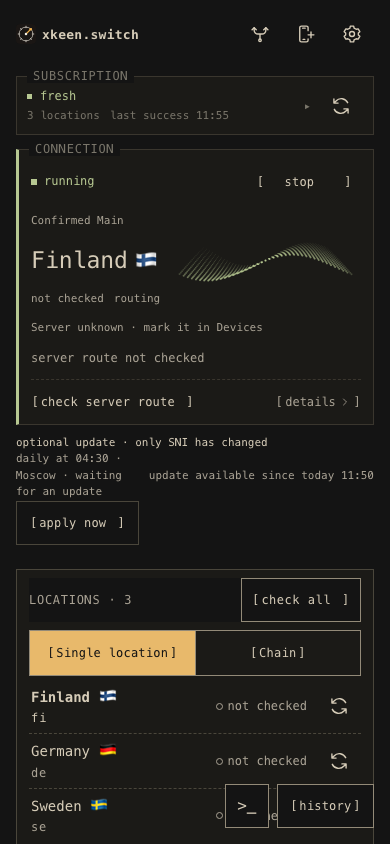 xkeen.switch
SUBSCRIPTION
fresh
3 locations last success 11:55
CONNECTION
running
[ stop ]
Confirmed Main
Finland
not checked routing
Server unknown · mark it in Devices
server route not checked
[check server route ]
[details > ]
optional update · only SNI has changed
daily at 04:30 ·
Moscow · waiting
for an update
update available since today 11:50
[apply now ]
LOCATIONS · 3
[check all ]
[Single location]
[Chain]
Finland
fi
not checked
Germany
de
not checked
Sweden
se
>_
[history]